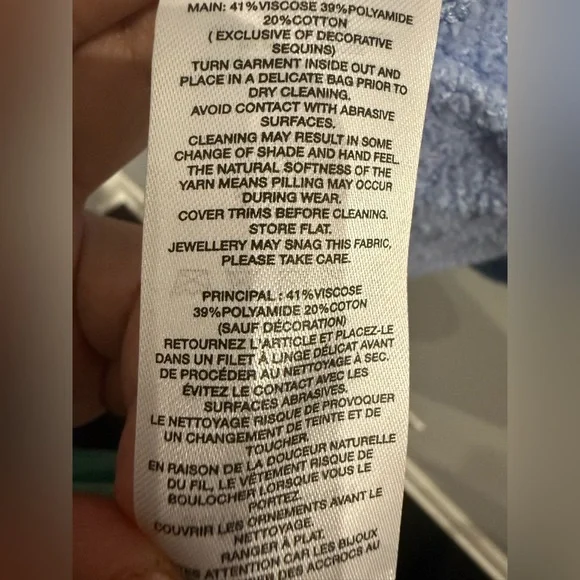 MAIN: 41%VISCOSE 39%POLYAMIDE
20%COTTON
( EXCLUSIVE OF DECORATIVE
SEQUINS)
TURN GARMENT INSIDE OUT AND
PLACE IN A DELICATE BAG PRIOR TO
DRY CLEANING.
AVOID CONTACT WITH ABRASIVE
SURFACES.
CLEANING MAY RESULT IN SOME
CHANGE OF SHADE AND HAND FEEL.
THE NATURAL SOFTNESS OF THE
YARN MEANS PILLING MAY OCCUR
DURING WEAR.
COVER TRIMS BEFORE CLEANING.
STORE FLAT.
JEWELLERY MAY SNAG THIS FABRIC,
PLEASE TAKE CARE.
PRINCIPAL : 41%VISCOSE
39%POLYAMIDE 20%COTON
(SAUF DÉCORATION)
RETOURNEZ L'ARTICLE ET PLACEZ-LE
DANS UN FILET À LINGE DÉLICAT AVANT
DE PROCÉDER AU NETTOYAGE À SEC.
ÉVITEZ LE CONTACT AVEC LES
SURFACES ABRASIVES.
LE NETTOYAGE RISQUE DE PROVOQUER
UN CHANGEMENT DE TEINTE ET DE
TOUCHER.
EN RAISON DE LA DOUCEUR NATURELLE
DU FIL, LE VÊTEMENT RISQUE DE
BOULOCHER LORSQUE VOUS LE
PORTEZ.
COUVRIR LES ORNEMENTS AVANT LE
NETTOYAGE.
RANGER À PLAT.
ATTENTION CAR LES BIJOUX
DES ACCROCS AU